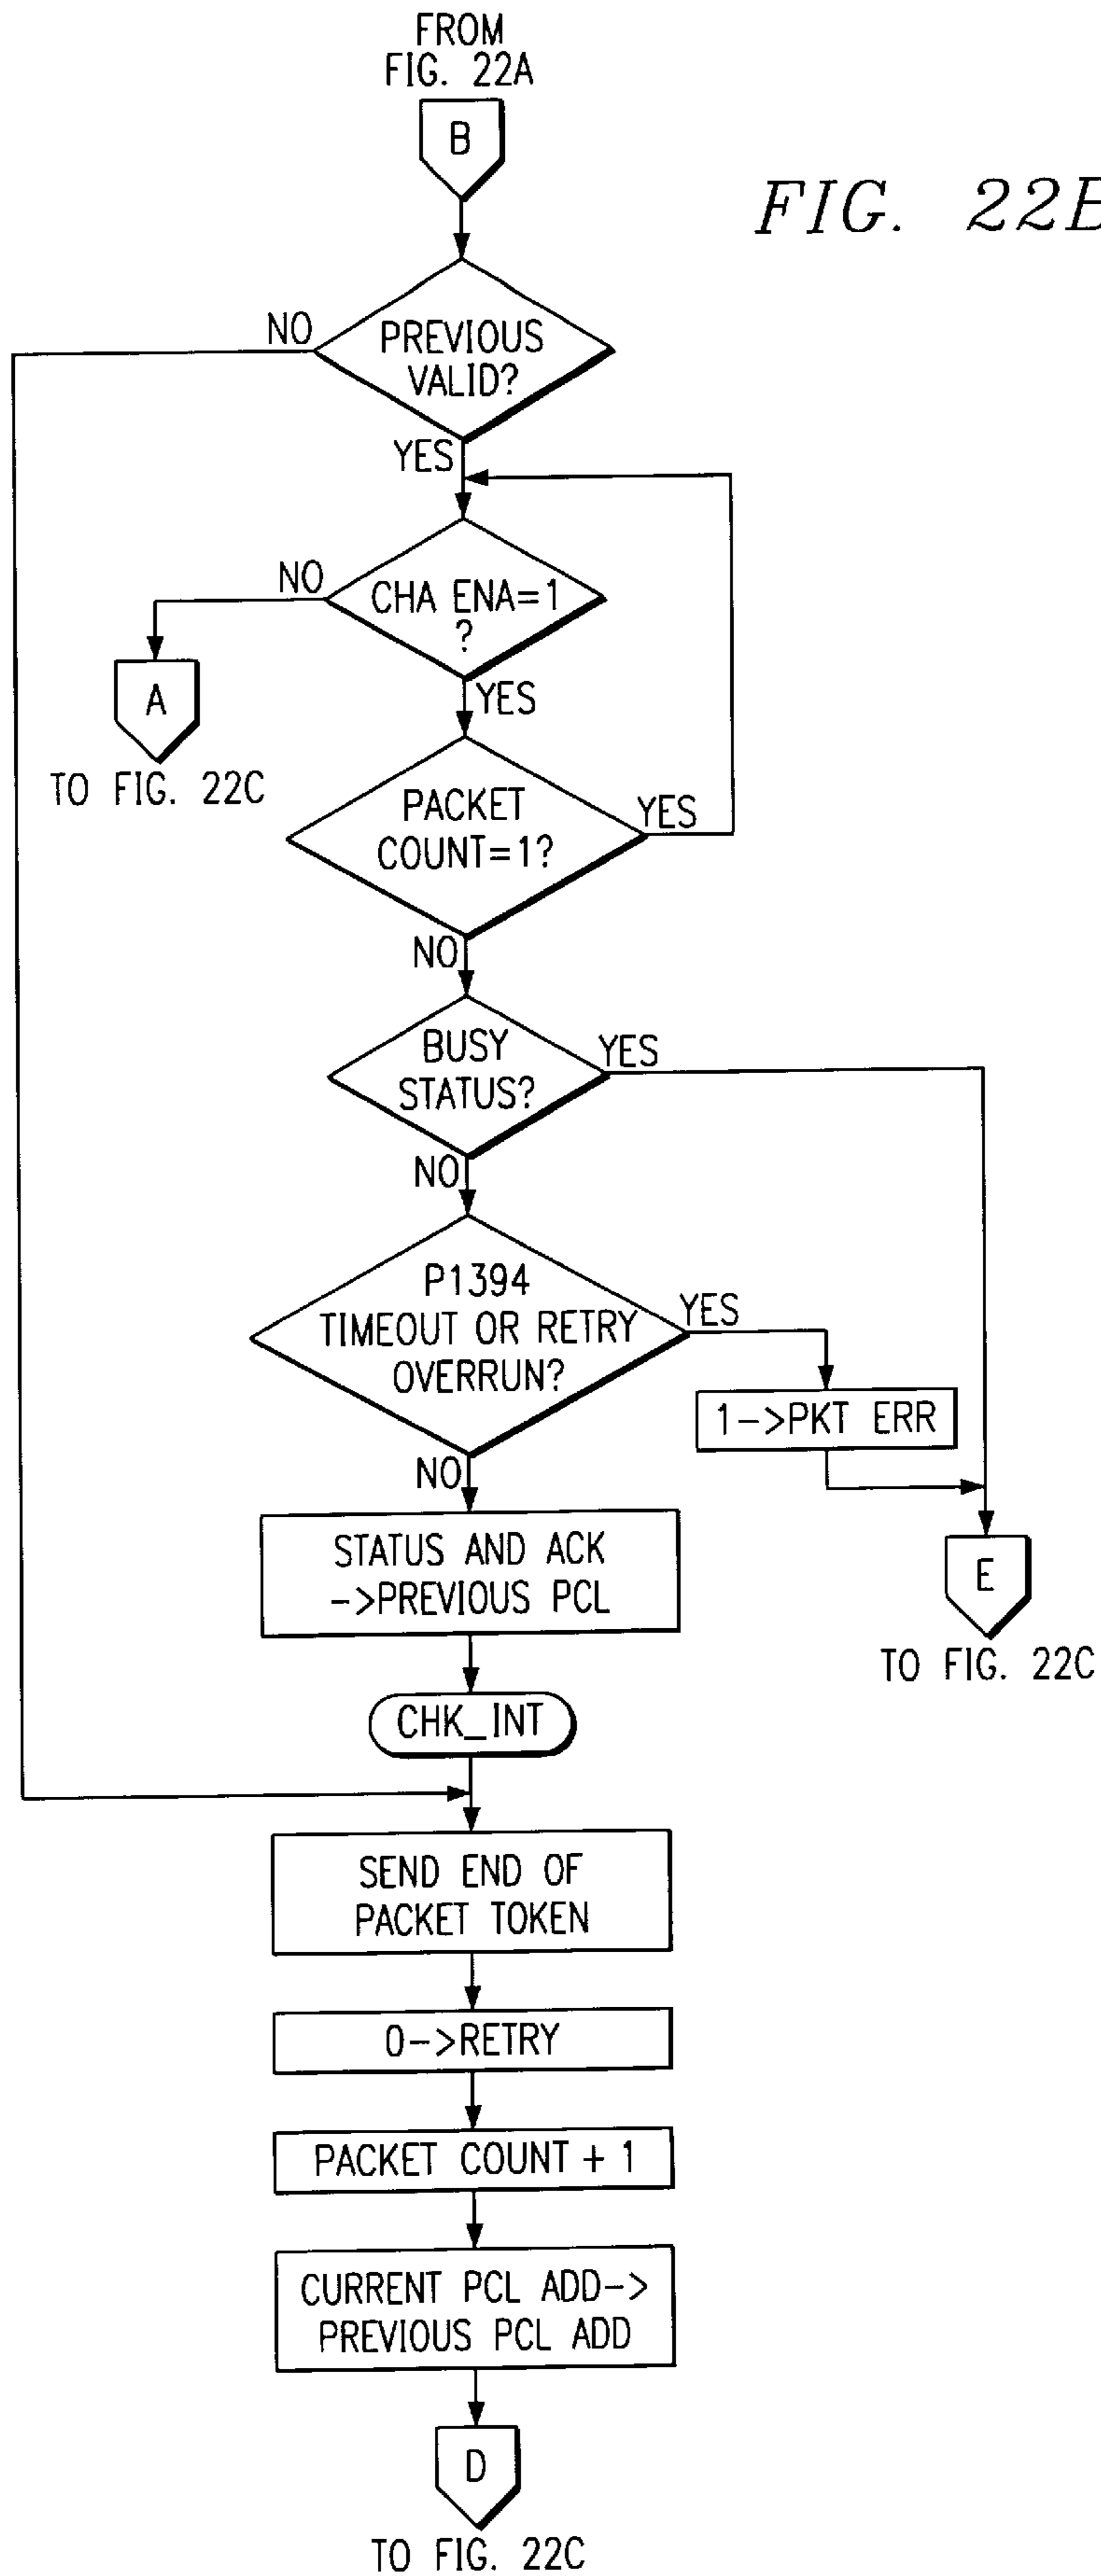 FROM
FIG. 22A
B
FIG. 22B
NO
PREVIOUS
VALID?
YES
NO
CHA ENA=1
?
A
YES
TO FIG. 22C
PACKET
COUNT=1?
YES
NO
BUSY
STATUS?
YES
NO
P1394
TIMEOUT OR RETRY
OVERRUN?
YES
1->PKT ERR
NO
STATUS AND ACK
->PREVIOUS PCL
E
TO FIG. 22C
CHK_INT
SEND END OF
PACKET TOKEN
0->RETRY
PACKET COUNT + 1
CURRENT PCL ADD->
PREVIOUS PCL ADD
D
TO FIG. 22C